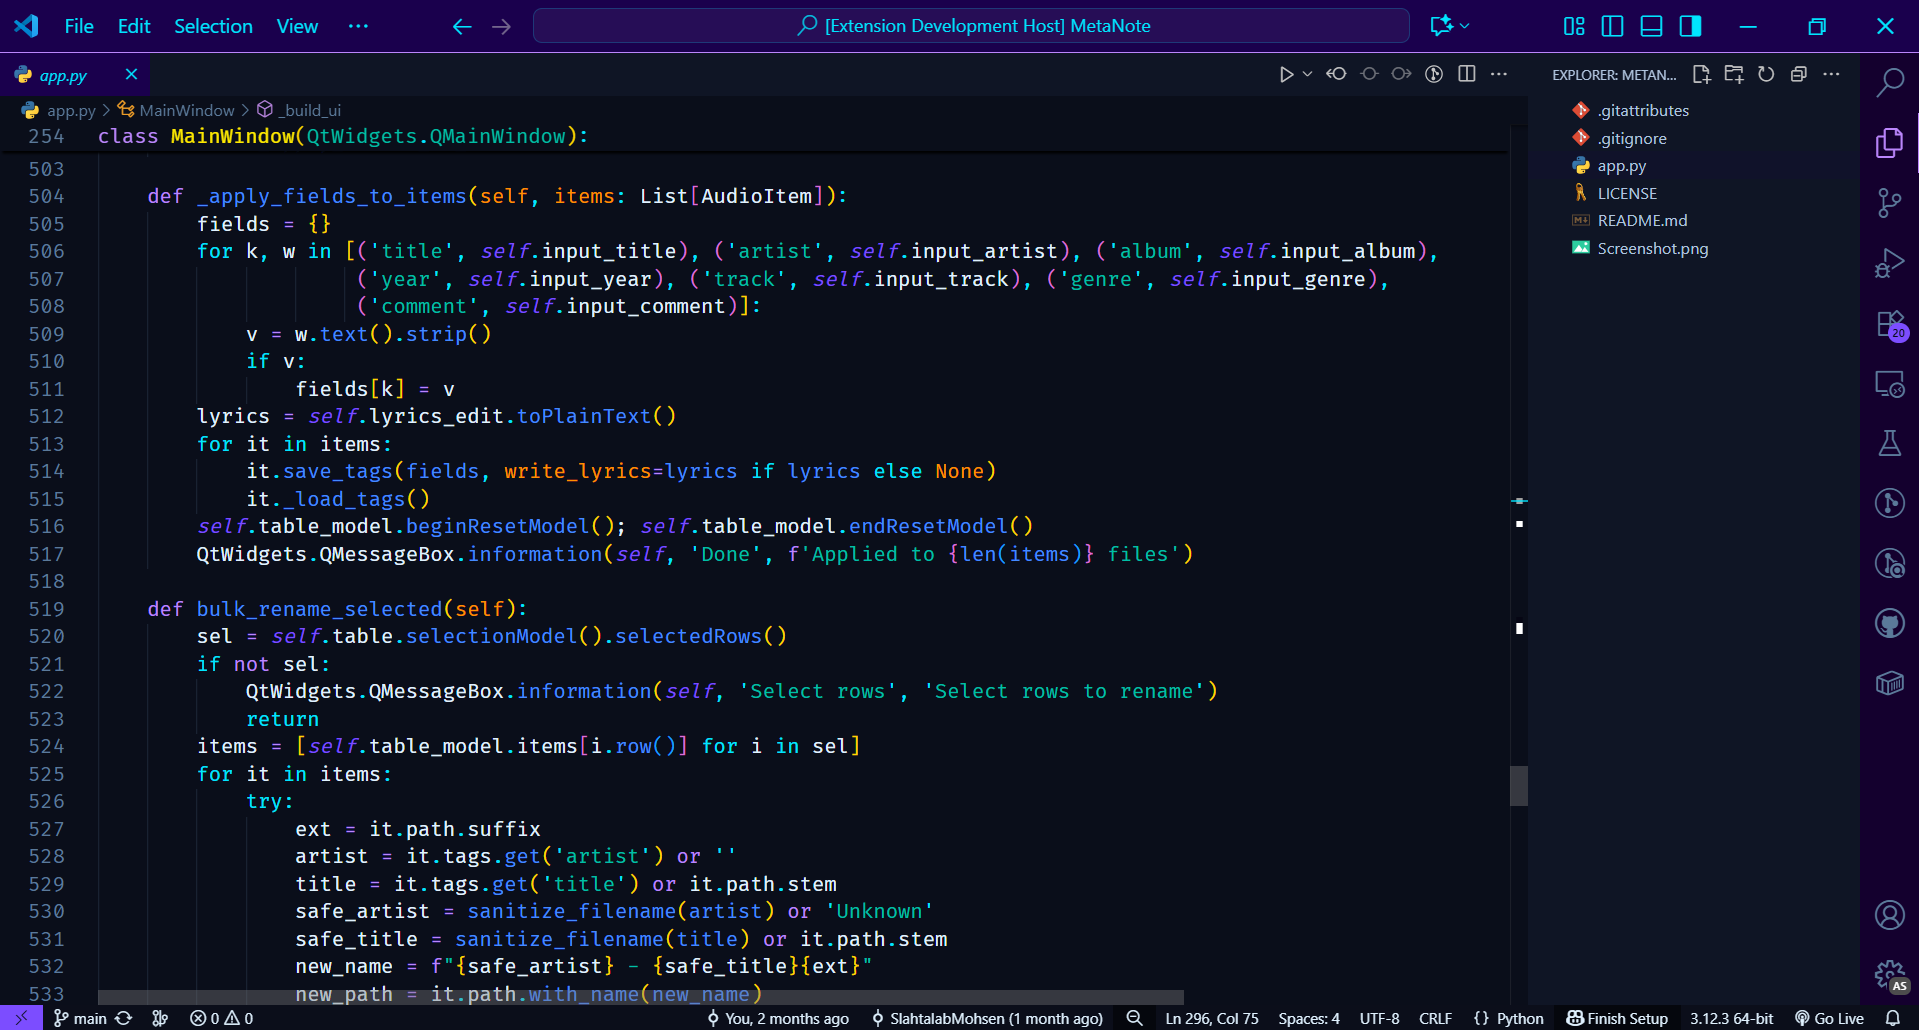 File Edit Selection View ··· [Extension Development Host] MetaNote
app.py
EXPLORER: METAN...
app.py > MainWindow > _build_ui
254 class MainWindow(QtWidgets.QMainWindow):
503
504 def _apply_fields_to_items(self, items: List[AudioItem]):
505 fields = {}
506 for k, w in [('title', self.input_title), ('artist', self.input_artist), ('album', self.input_album),
507 ('year', self.input_year), ('track', self.input_track), ('genre', self.input_genre),
508 ('comment', self.input_comment)]:
509 v = w.text().strip()
510 if v:
511 fields[k] = v
512 lyrics = self.lyrics_edit.toPlainText()
513 for it in items:
514 it.save_tags(fields, write_lyrics=lyrics if lyrics else None)
515 it._load_tags()
516 self.table_model.beginResetModel(); self.table_model.endResetModel()
517 QtWidgets.QMessageBox.information(self, 'Done', f'Applied to {len(items)} files')
518
519 def bulk_rename_selected(self):
520 sel = self.table.selectionModel().selectedRows()
521 if not sel:
522 QtWidgets.QMessageBox.information(self, 'Select rows', 'Select rows to rename')
523 return
524 items = [self.table_model.items[i.row()] for i in sel]
525 for it in items:
526 try:
527 ext = it.path.suffix
528 artist = it.tags.get('artist') or ''
529 title = it.tags.get('title') or it.path.stem
530 safe_artist = sanitize_filename(artist) or 'Unknown'
531 safe_title = sanitize_filename(title) or it.path.stem
532 new_name = f"{safe_artist} - {safe_title}{ext}"
533 new_path = it.path.with_name(new_name)
.gitattributes
.gitignore
app.py
LICENSE
README.md
Screenshot.png
20
AS
main 0 0 You, 2 months ago SlahtalabMohsen (1 month ago) Ln 296, Col 75 Spaces: 4 UTF-8 CRLF {} Python Finish Setup 3.12.3 64-bit Go Live